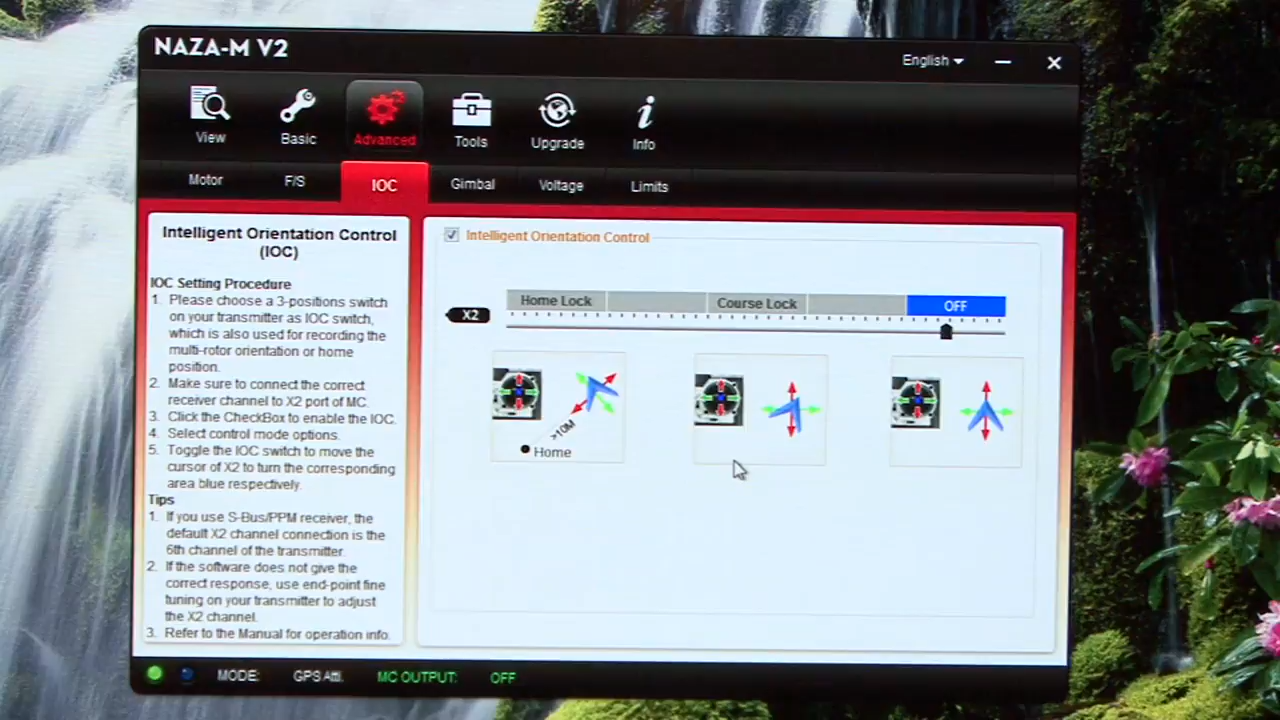 NAZA-M V2
English
View
Basic
Advanced
Tools
Upgrade
Info
Motor
F/S
IOC
Gimbal
Voltage
Limits
Intelligent Orientation Control
(IOC)
IOC Setting Procedure
1. Please choose a 3-positions switch
on your transmitter as IOC switch,
which is also used for recording the
multi-rotor orientation or home
position.
2. Make sure to connect the correct
receiver channel to X2 port of MC.
3. Click the CheckBox to enable the IOC.
4. Select control mode options.
5. Toggle the IOC switch to move the
cursor of X2 to turn the corresponding
area blue respectively.
Tips
1. If you use S-Bus/PPM receiver, the
default X2 channel connection is the
6th channel of the transmitter.
2. If the software does not give the
correct response, use end-point fine
tuning on your transmitter to adjust
the X2 channel.
3. Refer to the Manual for operation info.
Intelligent Orientation Control
Home Lock
Course Lock
OFF
X2
>10M
Home
MODE:
GPS Atti.
MC OUTPUT:
OFF